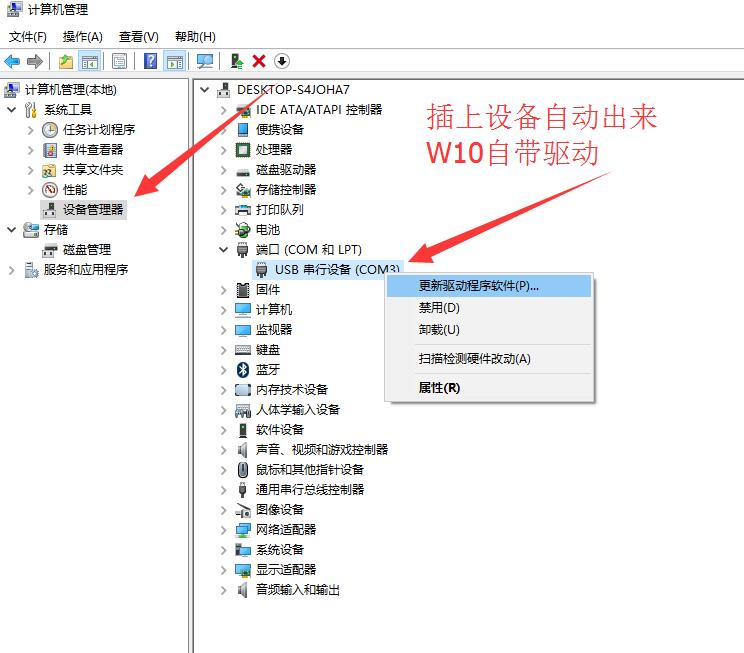 计算机管理
文件(F) 操作(A) 查看(V) 帮助(H)
计算机管理(本地)
系统工具
任务计划程序
事件查看器
共享文件夹
性能
设备管理器
存储
磁盘管理
服务和应用程序
DESKTOP-S4JOHA7
IDE ATA/ATAPI 控制器
便携设备
处理器
磁盘驱动器
存储控制器
打印队列
电池
端口 (COM 和 LPT)
USB 串行设备 (COM3)
固件
计算机
监视器
键盘
蓝牙
内存技术设备
人体学输入设备
软件设备
声音、视频和游戏控制器
鼠标和其他指针设备
通用串行总线控制器
图像设备
网络适配器
系统设备
显示适配器
音频输入和输出
插上设备自动出来
W10自带驱动
更新驱动程序软件(P)...
禁用(D)
卸载(U)
扫描检测硬件改动(A)
属性(R)